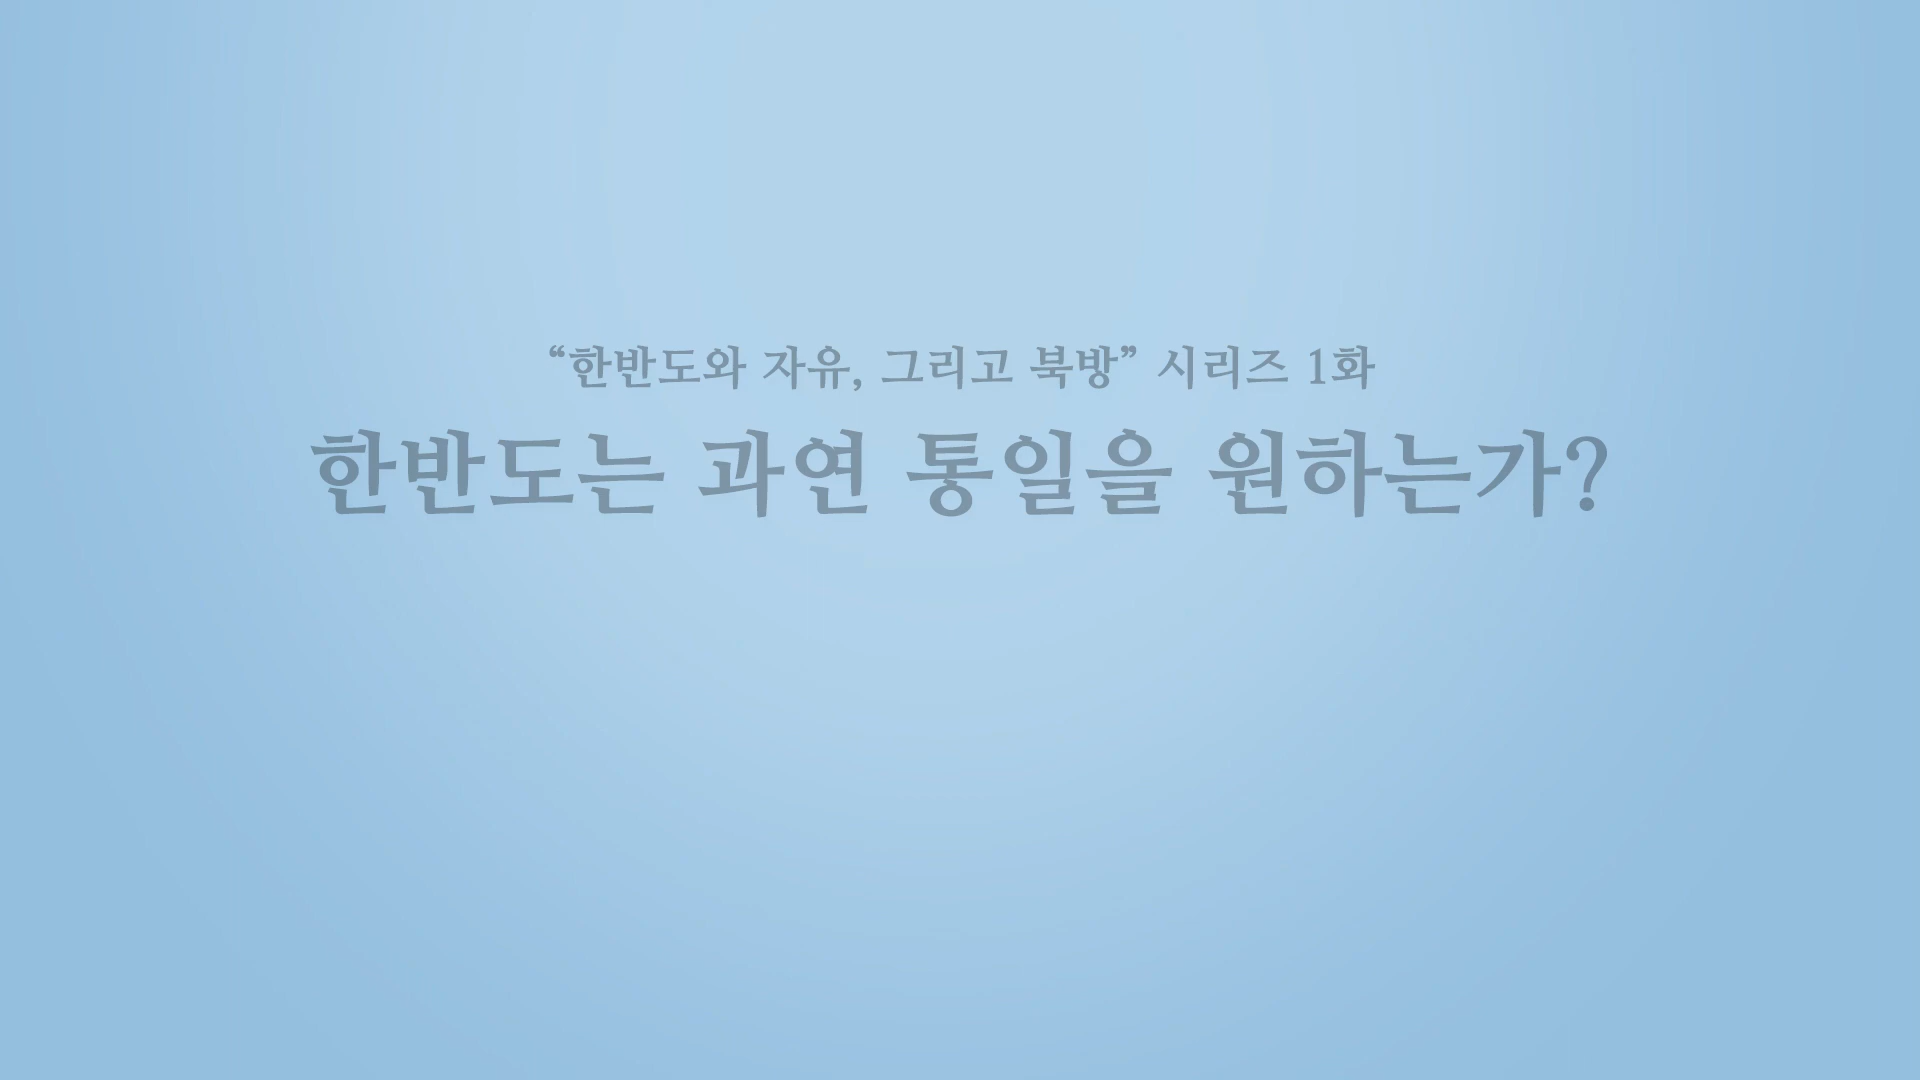 “한반도와 자유, 그리고 북방” 시리즈 1화
한반도는 과연 통일을 원하는가?